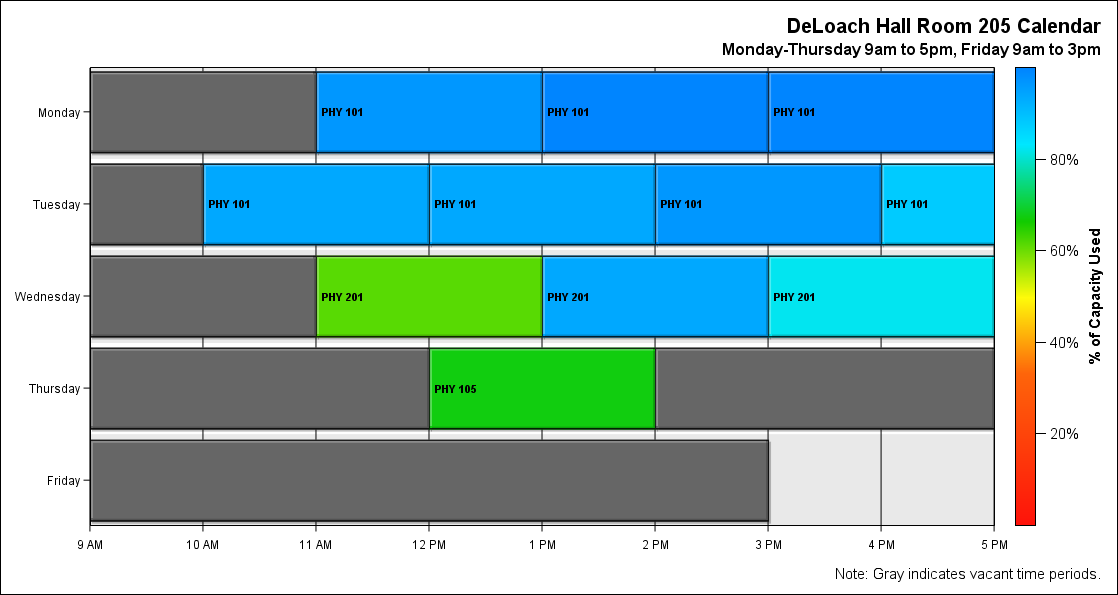 DeLoach Hall Room 205 Calendar
Monday-Thursday 9am to 5pm, Friday 9am to 3pm
Monday
PHY 101
PHY 101
PHY 101
80%
Tuesday
PHY 101
PHY 101
PHY 101
PHY 101
60%
Wednesday
PHY 201
PHY 201
PHY 201
% of Capacity Used
40%
Thursday
PHY 105
20%
Friday
9 AM
10 AM
11 AM
12 PM
1 PM
2 PM
3 PM
4 PM
5 PM
Note: Gray indicates vacant time periods.